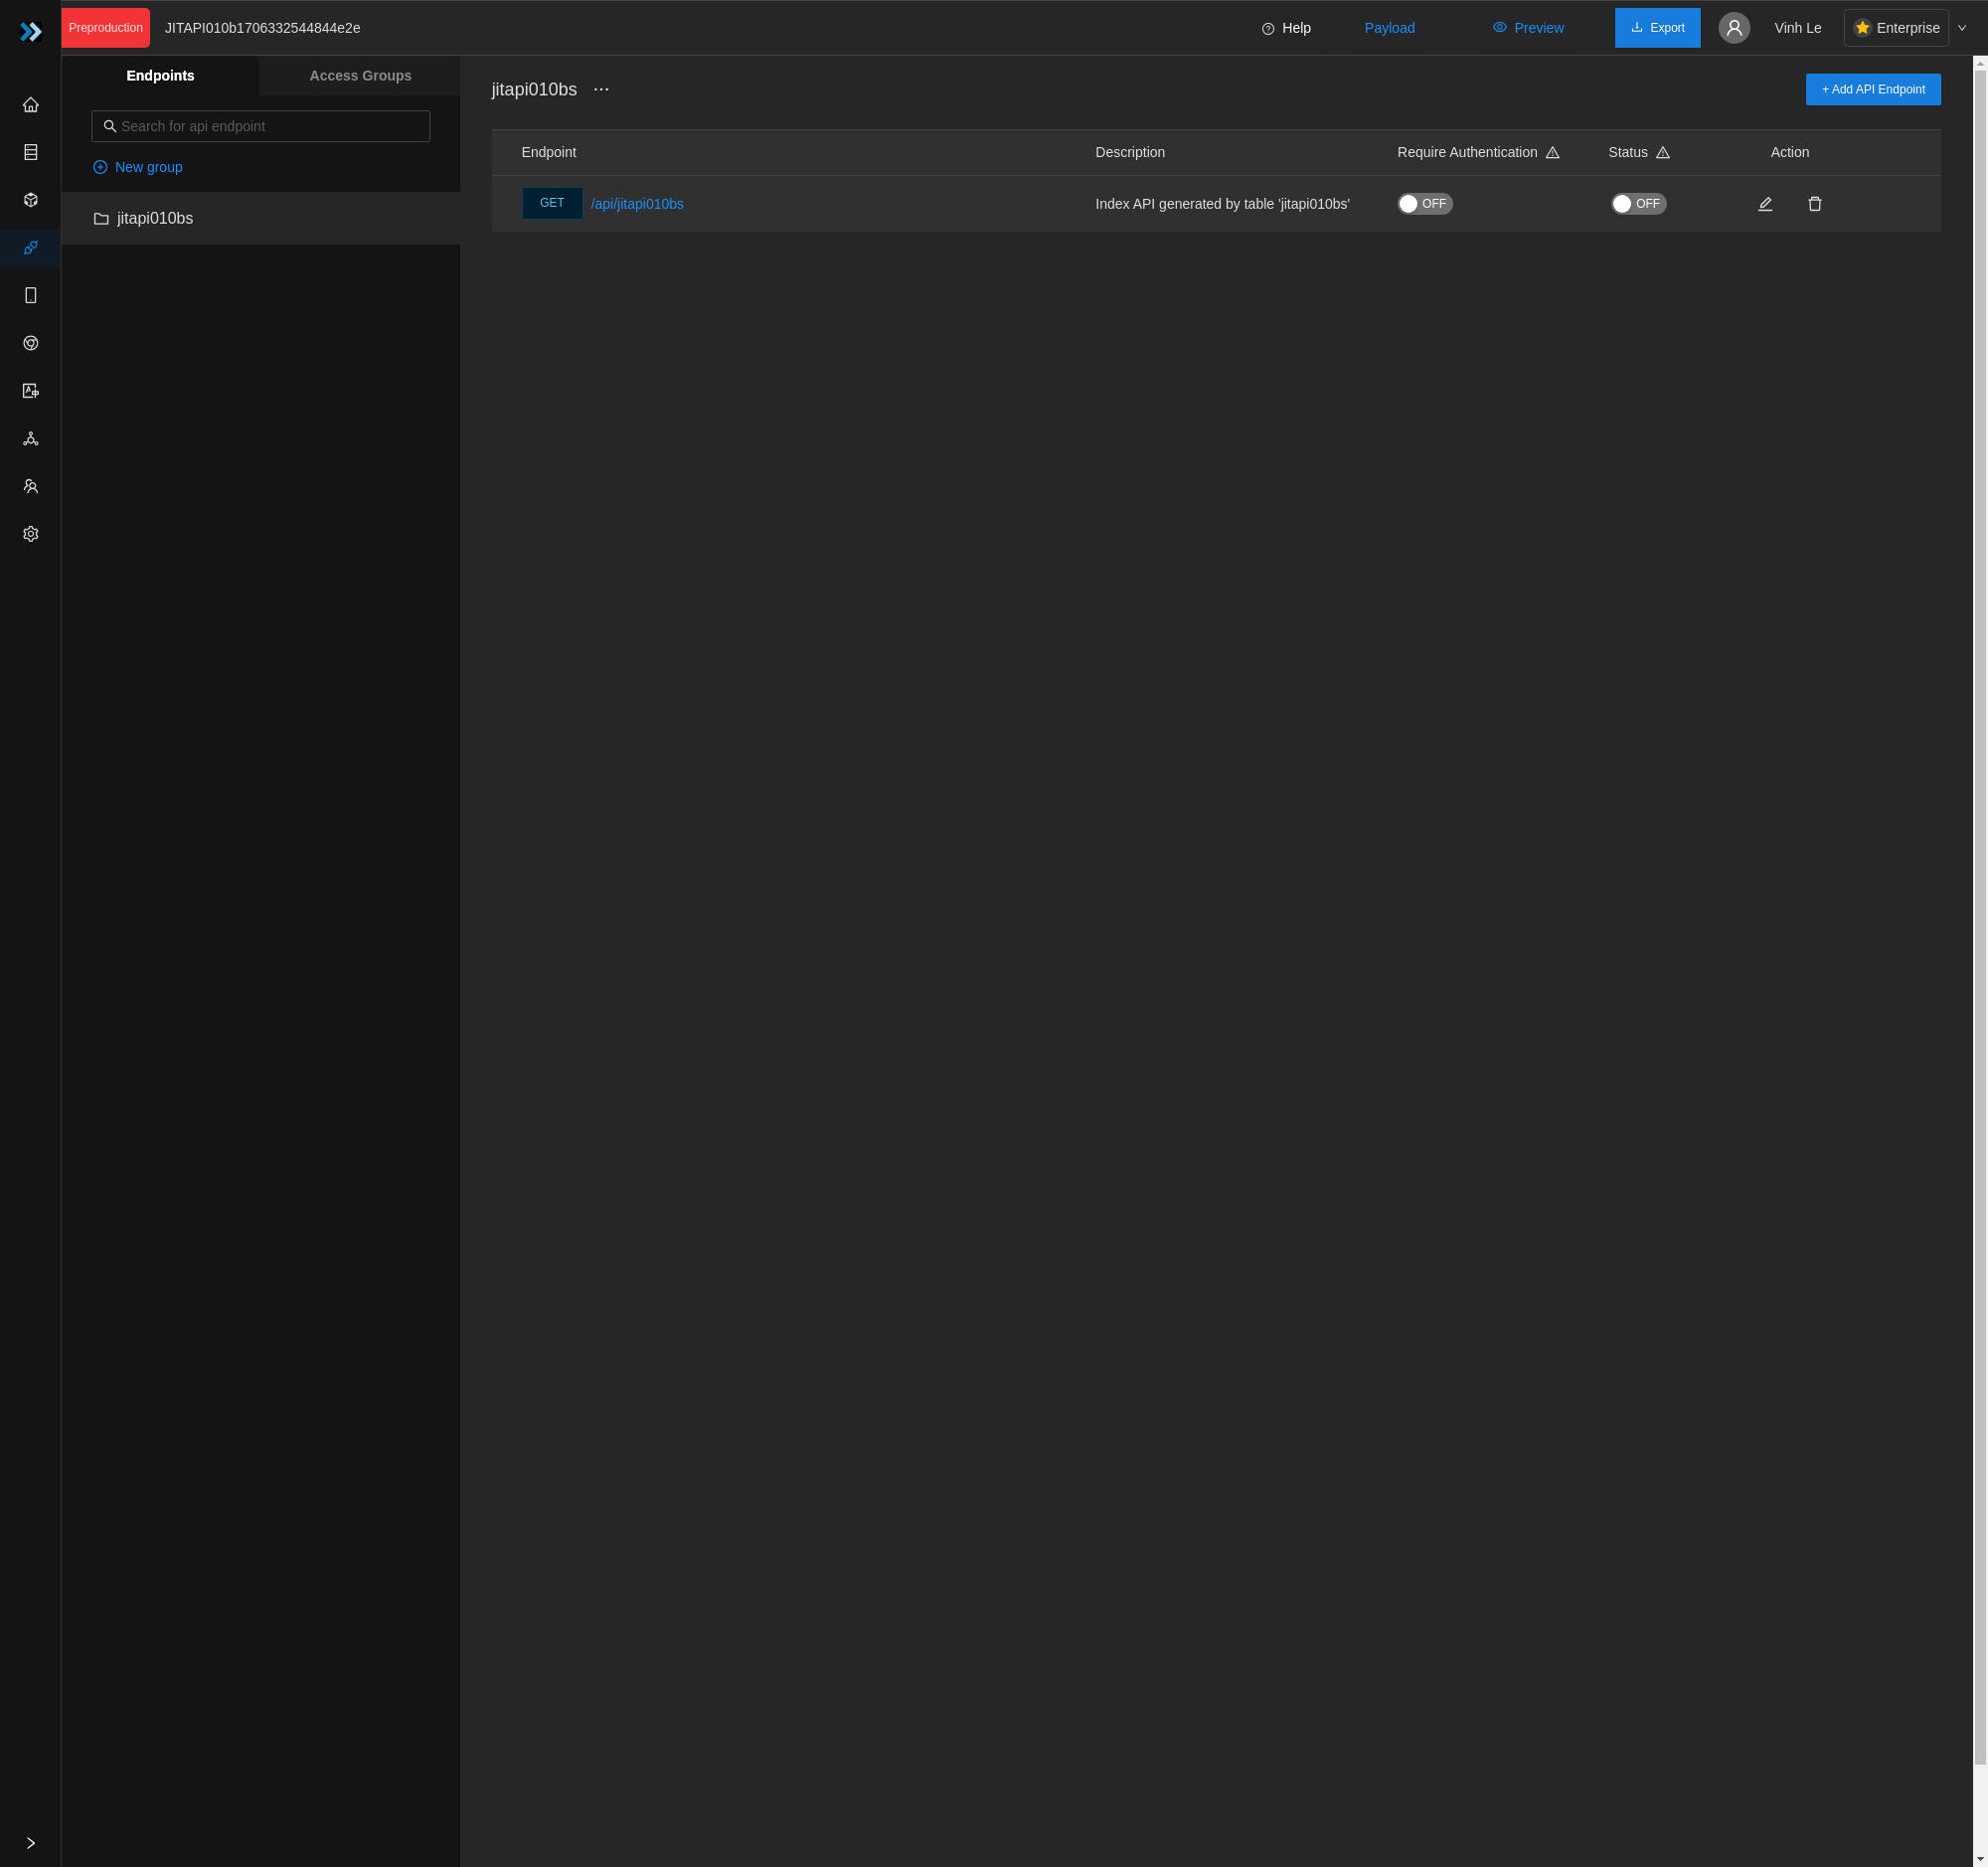 Preproduction JITAPI010b1706332544844e2e Help Payload Preview Export Vinh Le Enterprise
Endpoints Access Groups
Search for api endpoint
New group
jitapi010bs
jitapi010bs ...
+ Add API Endpoint
Endpoint Description Require Authentication Status Action
GET /api/jitapi010bs Index API generated by table 'jitapi010bs' OFF OFF